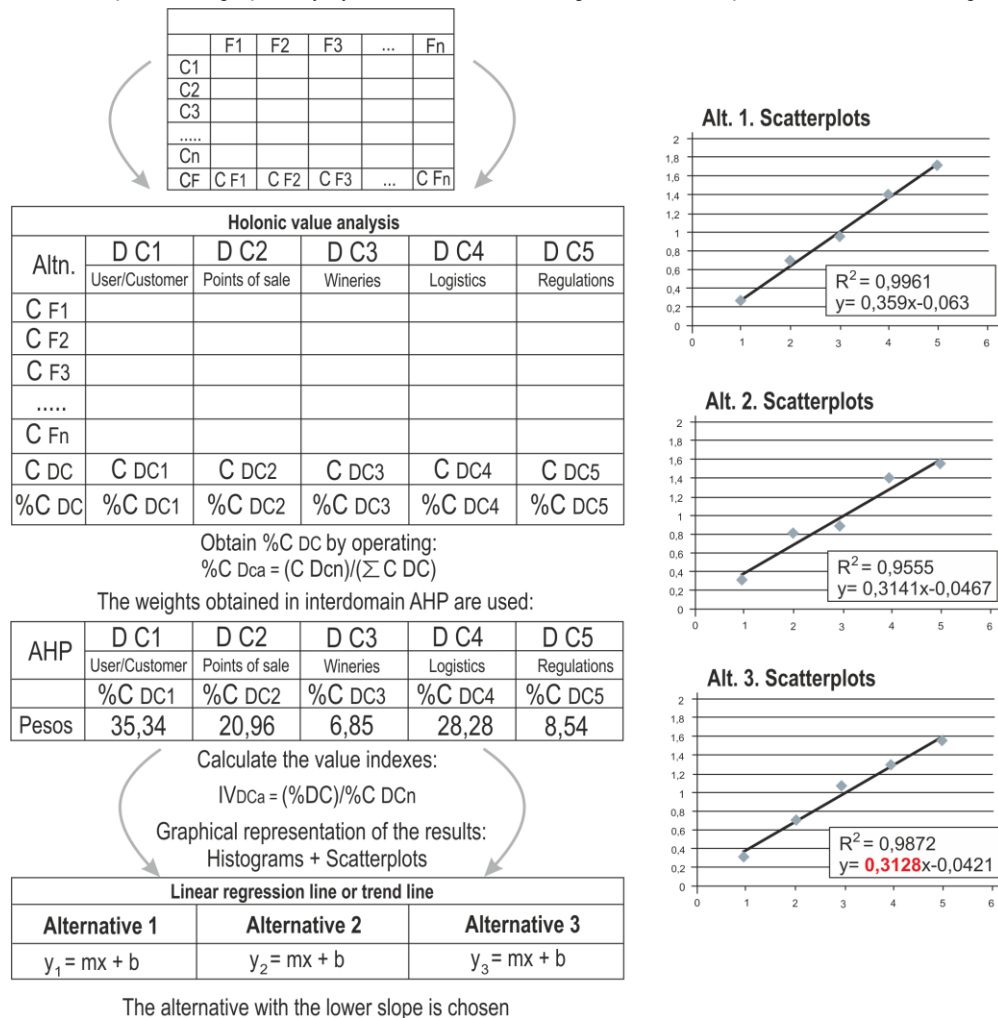 F1 F2 F3 ... Fn
C1
C2
C3
.....
Cn
CF C F1 C F2 C F3 ... C Fn
Holonic value analysis
Altn. D C1 D C2 D C3 D C4 D C5
User/Customer Points of sale Wineries Logistics Regulations
C F1
C F2
C F3
.....
C Fn
C DC C DC1 C DC2 C DC3 C DC4 C DC5
%C DC %C DC1 %C DC2 %C DC3 %C DC4 %C DC5
Obtain %C DC by operating:
%C Dca = (C Dcn)/(∑ C DC)
The weights obtained in interdomain AHP are used:
AHP D C1 D C2 D C3 D C4 D C5
User/Customer Points of sale Wineries Logistics Regulations
%C DC1 %C DC2 %C DC3 %C DC4 %C DC5
Pesos 35,34 20,96 6,85 28,28 8,54
Calculate the value indexes:
IVDCa = (%DC)/%C DCn
Graphical representation of the results:
Histograms + Scatterplots
Linear regression line or trend line
Alternative 1 Alternative 2 Alternative 3
y1 = mx + b y2 = mx + b y3 = mx + b
The alternative with the lower slope is chosen
Alt. 1. Scatterplots
2
1,8
1,6
1,4
1,2
1
0,8
0,6
0,4
0,2
0
0 1 2 3 4 5 6
R2 = 0,9961
y= 0,359x-0,063
Alt. 2. Scatterplots
2
1,8
1,6
1,4
1,2
1
0,8
0,6
0,4
0,2
0
0 1 2 3 4 5 6
R2 = 0,9555
y= 0,3141x-0,0467
Alt. 3. Scatterplots
2
1,8
1,6
1,4
1,2
1
0,8
0,6
0,4
0,2
0
0 1 2 3 4 5 6
R2 = 0,9872
y= 0,3128x-0,0421